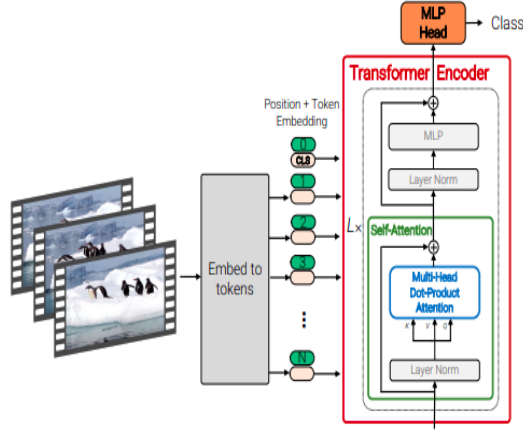 MLP
Head
Class
Transformer Encoder
Position + Token
Embedding
MLP
0
CLS
Layer Norm
1
L×
Self-Attention
2
Embed to
tokens
3
Multi-Head
Dot-Product
Attention
K V Q
Layer Norm
N